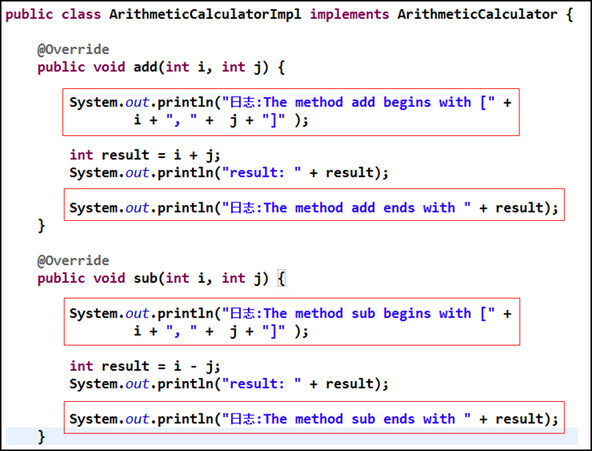 public class ArithmeticCalculatorImpl implements ArithmeticCalculator {
@Override
public void add(int i, int j) {
System.out.println("日志:The method add begins with [" +
i + ", " + j + "]" );
int result = i + j;
System.out.println("result: " + result);
System.out.println("日志:The method add ends with " + result);
}
@Override
public void sub(int i, int j) {
System.out.println("日志:The method sub begins with [" +
i + ", " + j + "]" );
int result = i - j;
System.out.println("result: " + result);
System.out.println("日志:The method sub ends with " + result);
}